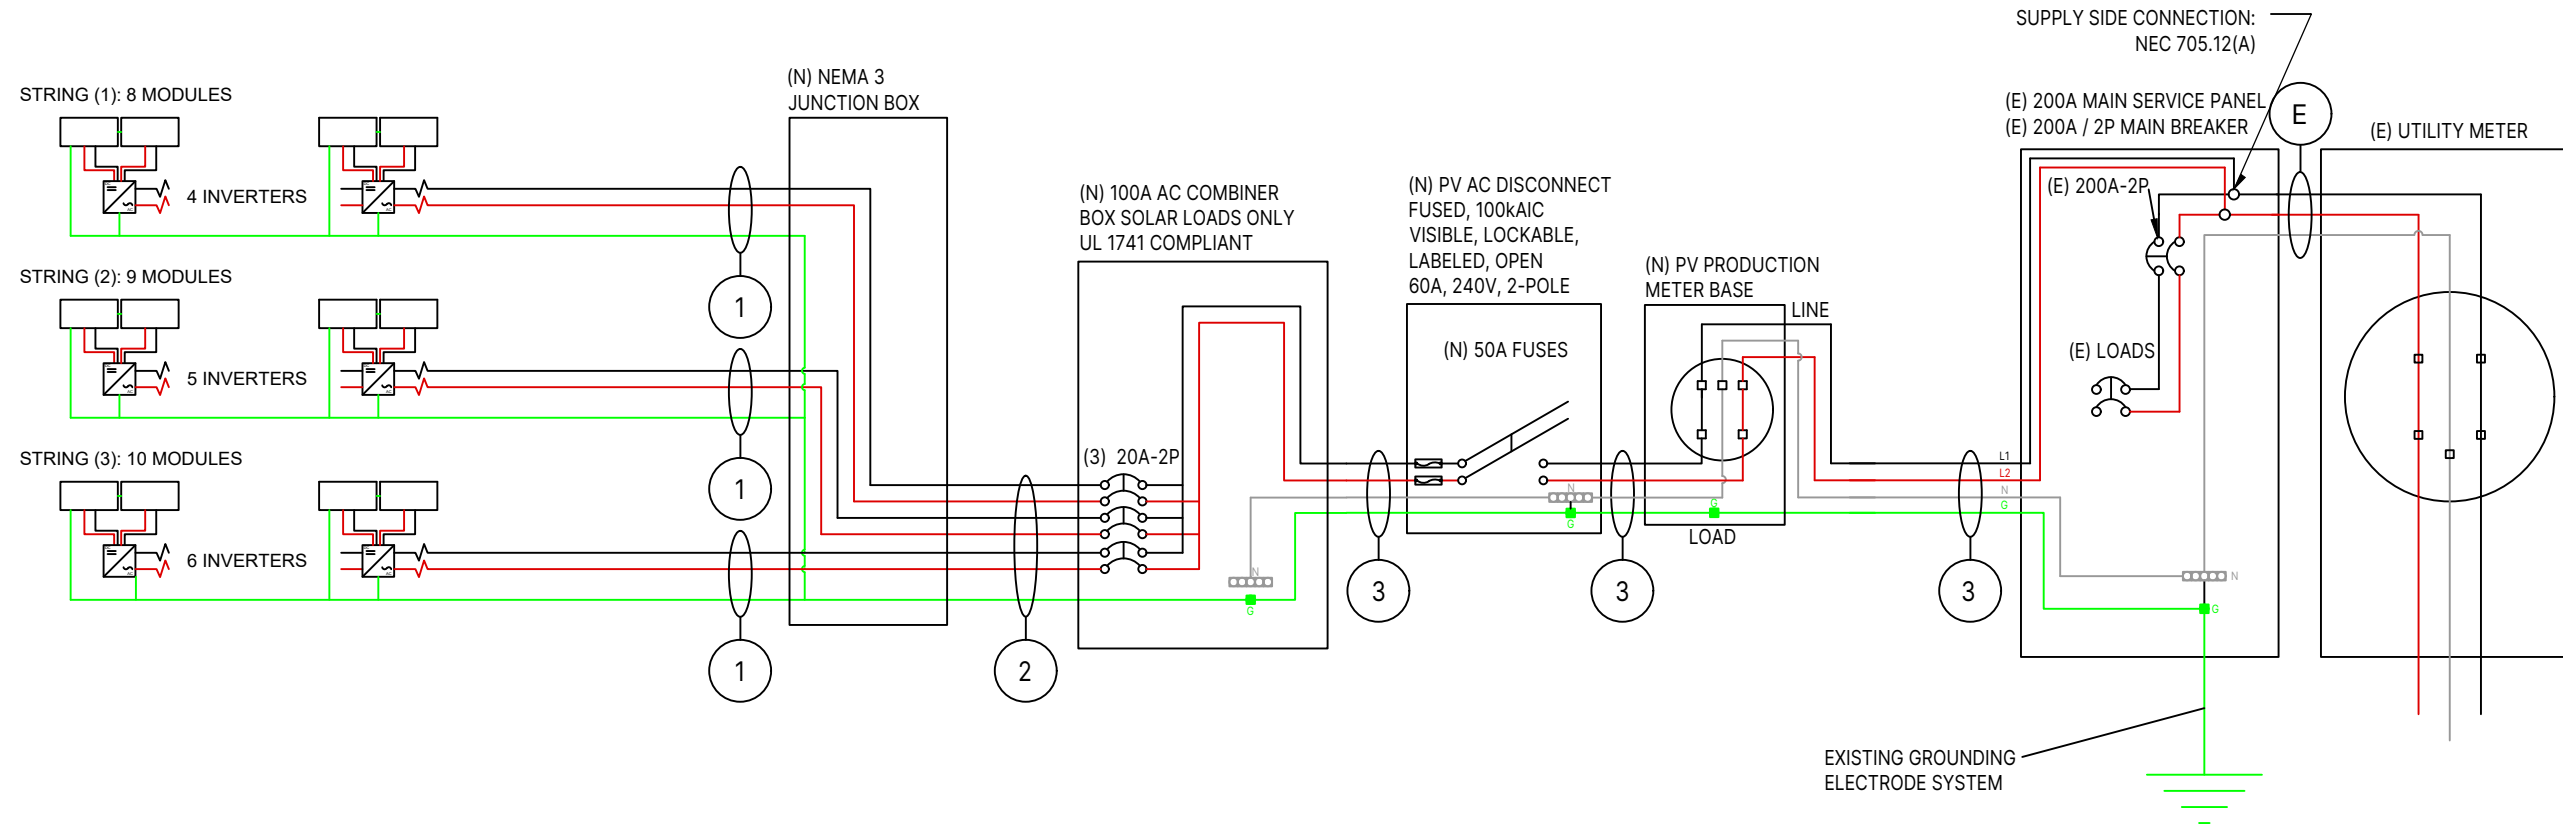 SUPPLY SIDE CONNECTION:
NEC 705.12(A)
STRING (1): 8 MODULES
4 INVERTERS
STRING (2): 9 MODULES
5 INVERTERS
STRING (3): 10 MODULES
6 INVERTERS
1
1
1
(N) NEMA 3
JUNCTION BOX
2
(N) 100A AC COMBINER
BOX SOLAR LOADS ONLY
UL 1741 COMPLIANT
(3) 20A-2P
N
G
3
(N) PV AC DISCONNECT
FUSED, 100kAIC
VISIBLE, LOCKABLE,
LABELED, OPEN
60A, 240V, 2-POLE
(N) 50A FUSES
N
G
3
(N) PV PRODUCTION
METER BASE
LINE
G
LOAD
3
L1
L2
N
G
(E) 200A MAIN SERVICE PANEL
(E) 200A / 2P MAIN BREAKER
E
(E) 200A-2P
(E) LOADS
N
G
(E) UTILITY METER
EXISTING GROUNDING
ELECTRODE SYSTEM